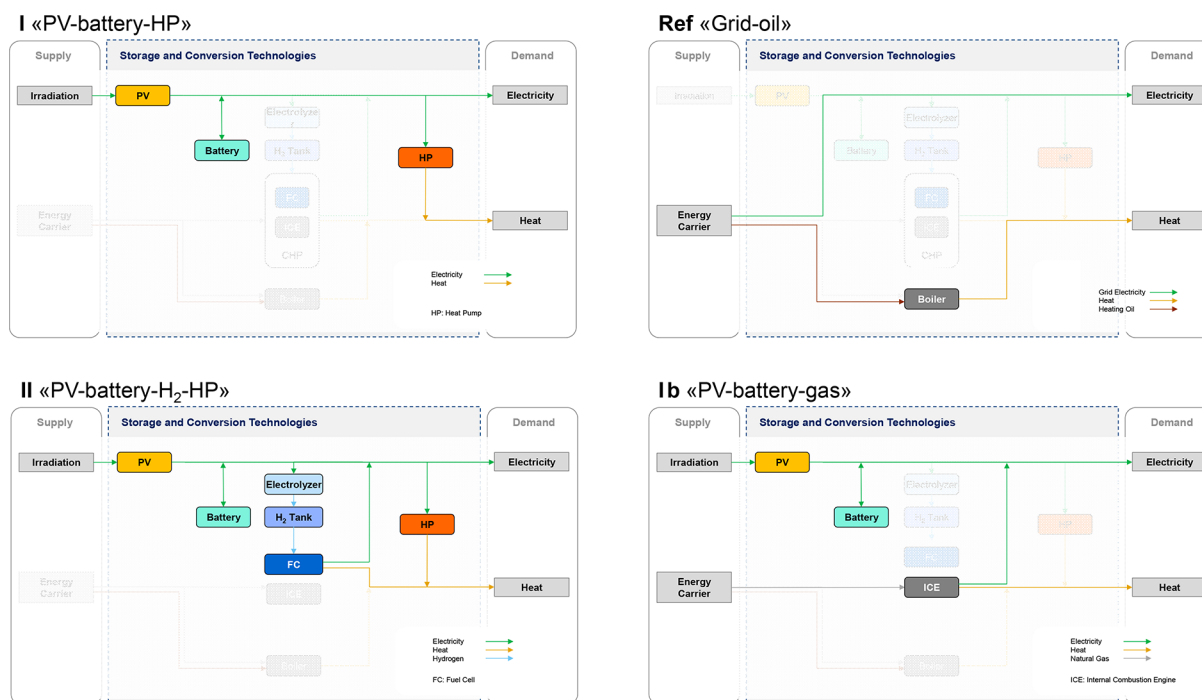 I «PV-battery-HP»
Supply
Storage and Conversion Technologies
Demand
Irradiation
PV
Electricity
Electrolyzer
Battery
H₂ Tank
HP
FC
Energy
Carrier
ICE
Heat
CHP
Boiler
Electricity
Heat
HP: Heat Pump
Ref «Grid-oil»
Supply
Storage and Conversion Technologies
Demand
Irradiation
PV
Electricity
Electrolyzer
Battery
H₂ Tank
HP
FC
Energy
Carrier
ICE
Heat
CHP
Boiler
Grid Electricity
Heat
Heating Oil
II «PV-battery-H₂-HP»
Supply
Storage and Conversion Technologies
Demand
Irradiation
PV
Electricity
Electrolyzer
Battery
H₂ Tank
HP
FC
Energy
Carrier
ICE
Heat
Boiler
Electricity
Heat
Hydrogen
FC: Fuel Cell
Ib «PV-battery-gas»
Supply
Storage and Conversion Technologies
Demand
Irradiation
PV
Electricity
Electrolyzer
Battery
H₂ Tank
HP
FC
Energy
Carrier
ICE
Heat
Boiler
Electricity
Heat
Natural Gas
ICE: Internal Combustion Engine